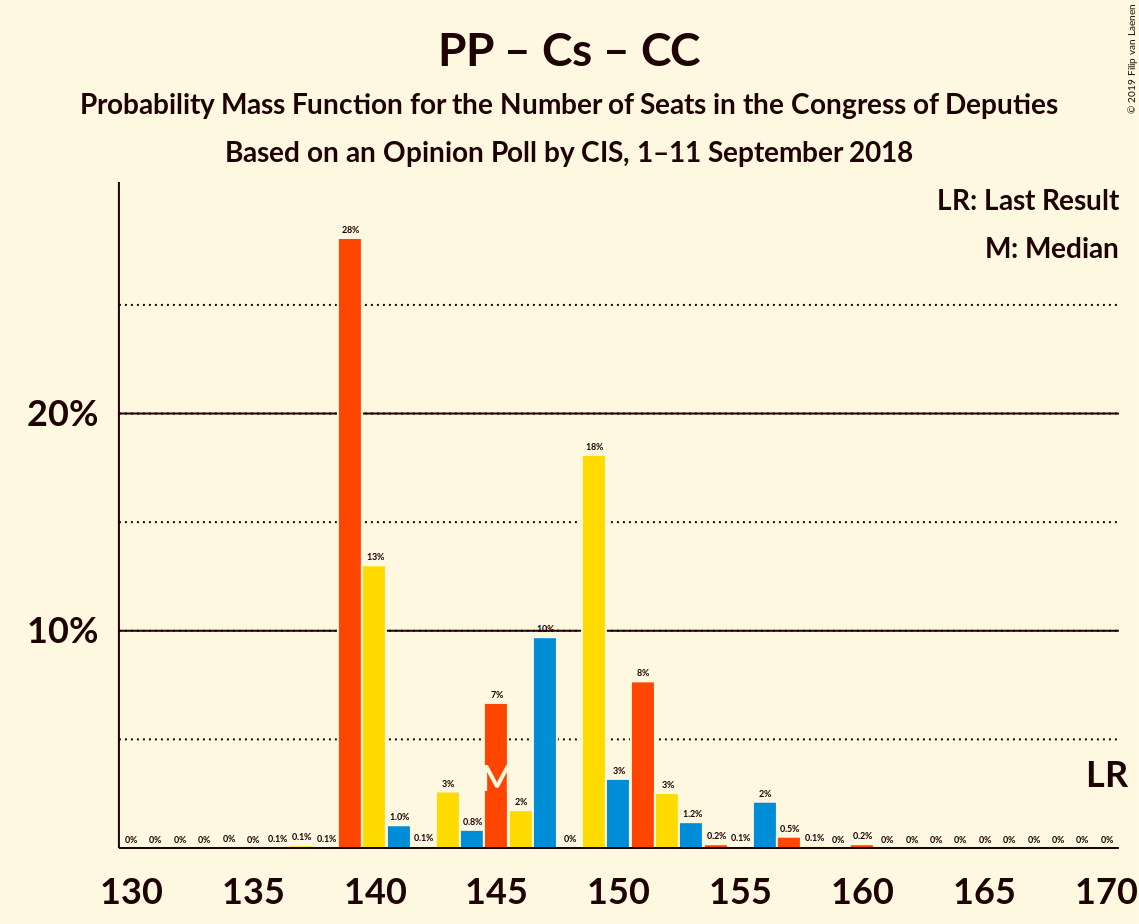 PP – Cs – CC
Probability Mass Function for the Number of Seats in the Congress of Deputies
Based on an Opinion Poll by CIS, 1–11 September 2018
© 2019 Filip van Laenen
LR: Last Result
M: Median
20%
10%
0% 0% 0% 0% 0% 0% 0.1% 0.1% 0.1% 28% 13% 1.0% 0.1% 3% 0.8% 7% 2% 10% 0% 18% 3% 8% 3% 1.2% 0.2% 0.1% 2% 0.5% 0.1% 0% 0.2% 0% 0% 0% 0% 0% 0% 0% 0% 0% 0%
M
LR
130 135 140 145 150 155 160 165 170